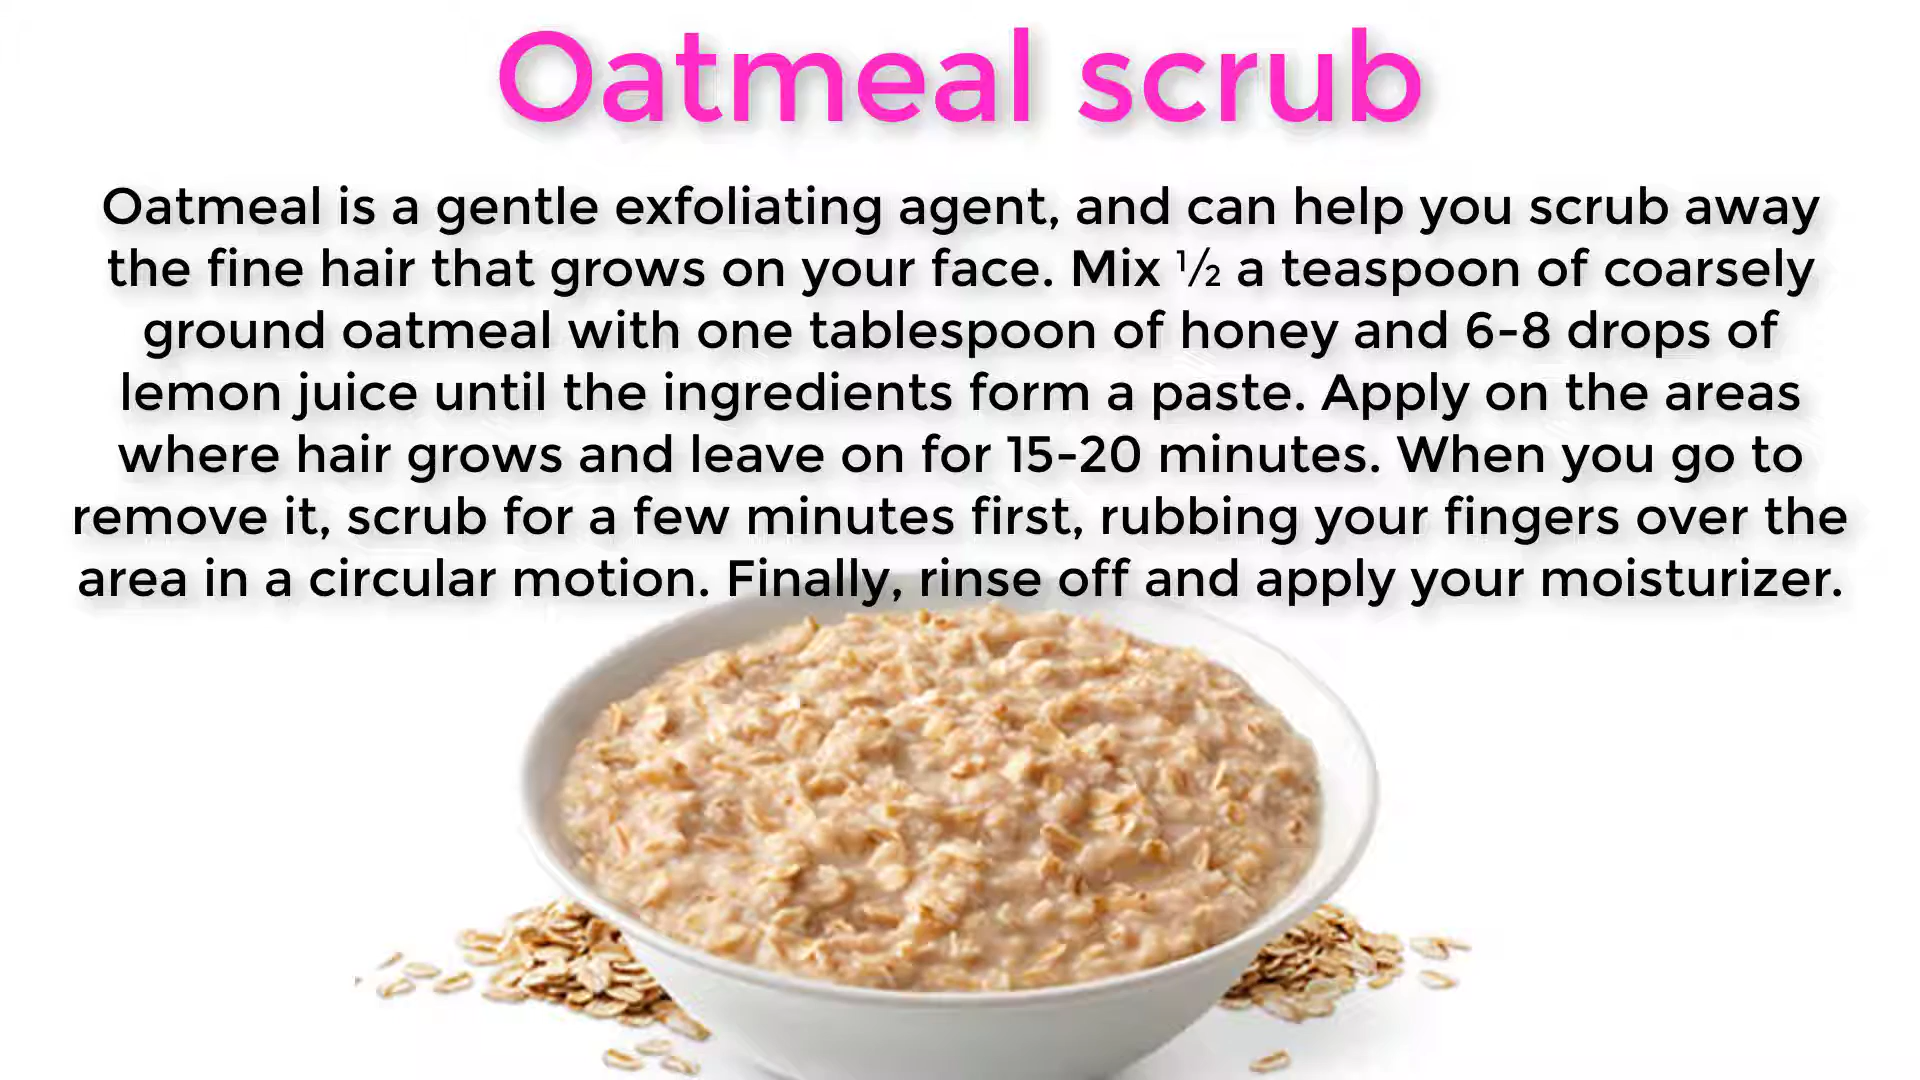 Oatmeal scrub
Oatmeal is a gentle exfoliating agent, and can help you scrub away
the fine hair that grows on your face. Mix ½ a teaspoon of coarsely
ground oatmeal with one tablespoon of honey and 6-8 drops of
lemon juice until the ingredients form a paste. Apply on the areas
where hair grows and leave on for 15-20 minutes. When you go to
remove it, scrub for a few minutes first, rubbing your fingers over the
area in a circular motion. Finally, rinse off and apply your moisturizer.